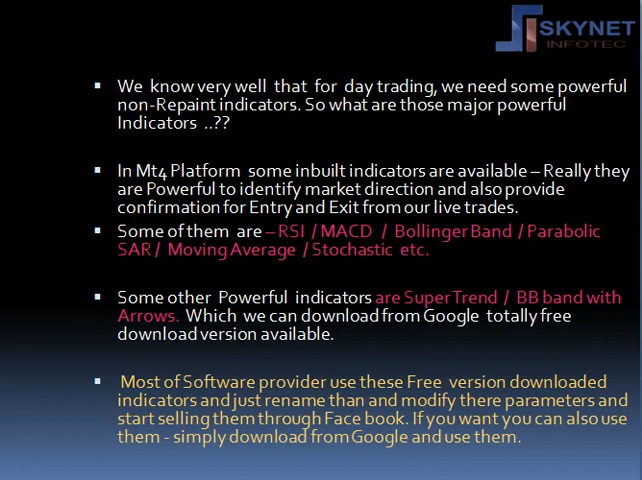 SKYNET
INFOTEC
We know very well that for day trading, we need some powerful
non-Repaint indicators. So what are those major powerful
Indicators ..??
In Mt4 Platform some inbuilt indicators are available – Really they
are Powerful to identify market direction and also provide
confirmation for Entry and Exit from our live trades.
Some of them are – RSI / MACD / Bollinger Band / Parabolic
SAR / Moving Average / Stochastic etc.
Some other Powerful indicators are Super Trend / BB band with
Arrows. Which we can download from Google totally free
download version available.
Most of Software provider use these Free version downloaded
indicators and just rename than and modify there parameters and
start selling them through Face book. If you want you can also use
them - simply download from Google and use them.